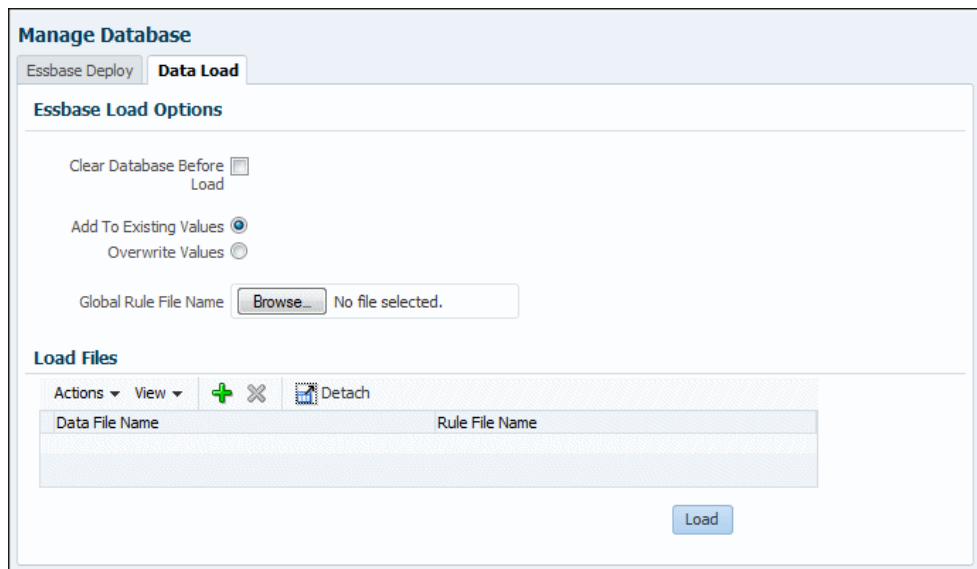 Manage Database
Essbase Deploy Data Load
Essbase Load Options
Clear Database Before
Load
Add To Existing Values
Overwrite Values
Global Rule File Name Browse... No file selected.
Load Files
Actions View Detach
Data File Name Rule File Name
Load